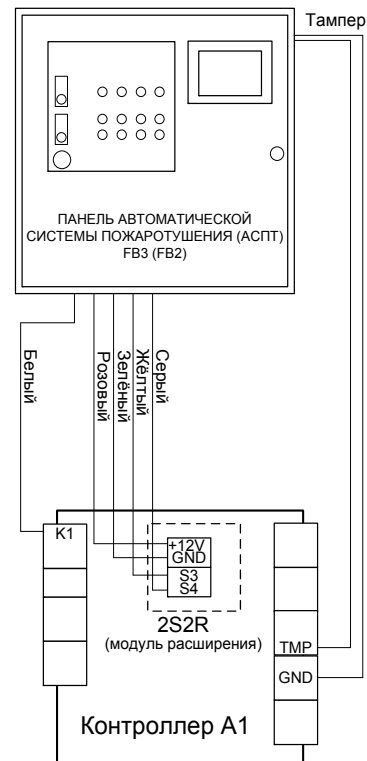 Тампер
ПАНЕЛЬ АВТОМАТИЧЕСКОЙ
СИСТЕМЫ ПОЖАРОТУШЕНИЯ (АСПТ)
FB3 (FB2)
Белый
Розовый
Зелёный
Жёлтый
Серый
K1
+12V
GND
S3
S4
2S2R
(модуль расширения)
TMP
GND
Контроллер А1